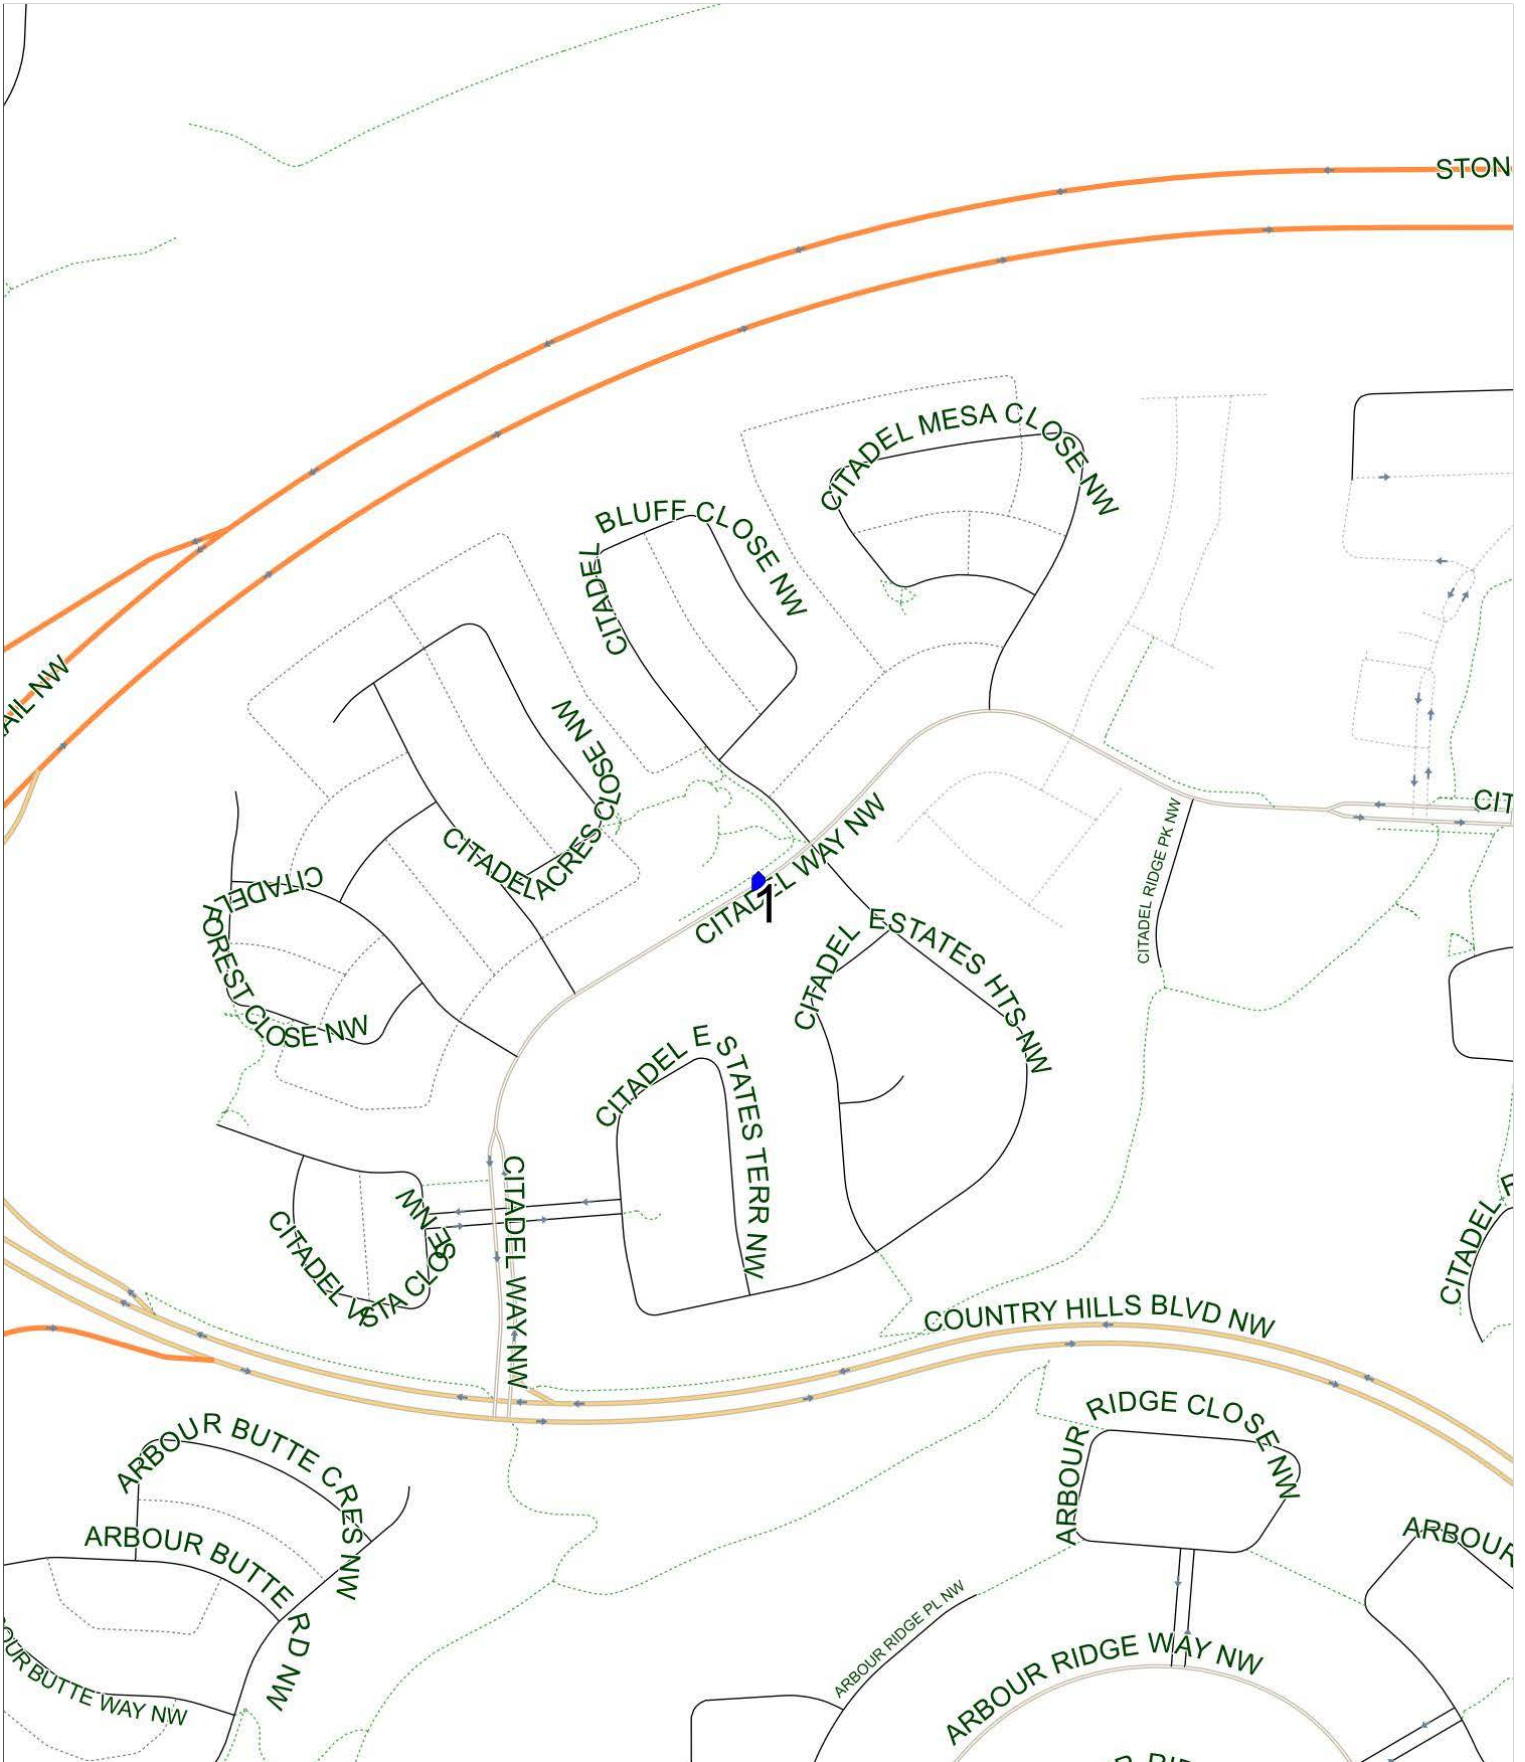 STON
CITADEL MESA CLOSE NW
CITADEL BLUFF CLOSE NW
AIL NW
CITADEL ACRES CLOSE NW
CITADEL WAY NW
CIT
CITADEL RIDGE PK NW
1
CITADEL FOREST CLOSE NW
CITADEL ESTATES HTS NW
CITADEL ESTATES TERR NW
CITADEL WAY NW
CITADEL VISTA CLOSE NW
CITADEL
COUNTRY HILLS BLVD NW
ARBOUR RIDGE CLOSE NW
ARBOUR BUTTE CRES NW
ARBOUR BUTTE RD NW
ARBOUR
ARBOUR RIDGE PL NW
OUR BUTTE WAY NW
ARBOUR RIDGE WAY NW